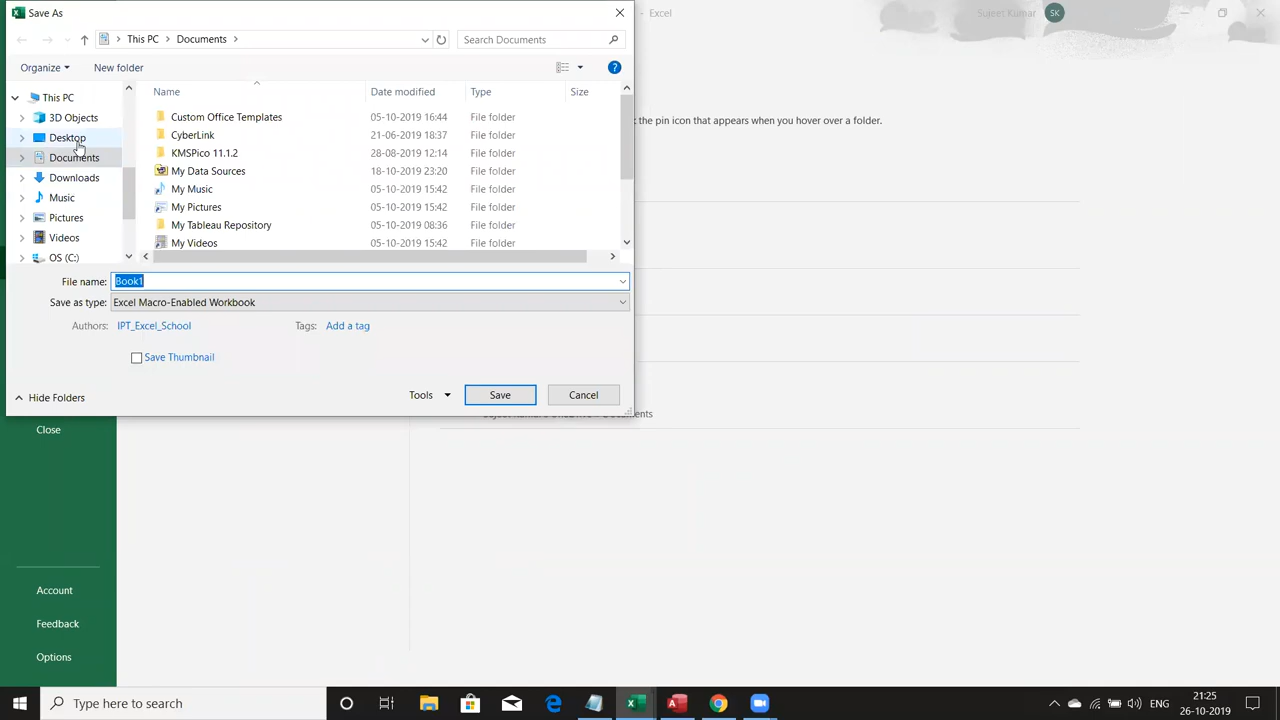 Save As
- Excel
Sujeet Kumar SK
This PC Documents
Search Documents
Organize New folder
Name Date modified Type Size
This PC
3D Objects
Desktop
Documents
Downloads
Music
Pictures
Videos
OS (C:)
Custom Office Templates 05-10-2019 16:44 File folder
CyberLink 21-06-2019 18:37 File folder
KMSPico 11.1.2 28-08-2019 12:14 File folder
My Data Sources 18-10-2019 23:20 File folder
My Music 05-10-2019 15:42 File folder
My Pictures 05-10-2019 15:42 File folder
My Tableau Repository 05-10-2019 08:36 File folder
My Videos 05-10-2019 15:42 File folder
the pin icon that appears when you hover over a folder.
File name: Book1
Save as type: Excel Macro-Enabled Workbook
Authors: IPT_Excel_School Tags: Add a tag
Save Thumbnail
Hide Folders Tools Save Cancel
Close
Account
Feedback
Options
Type here to search
ENG
21:25
26-10-2019